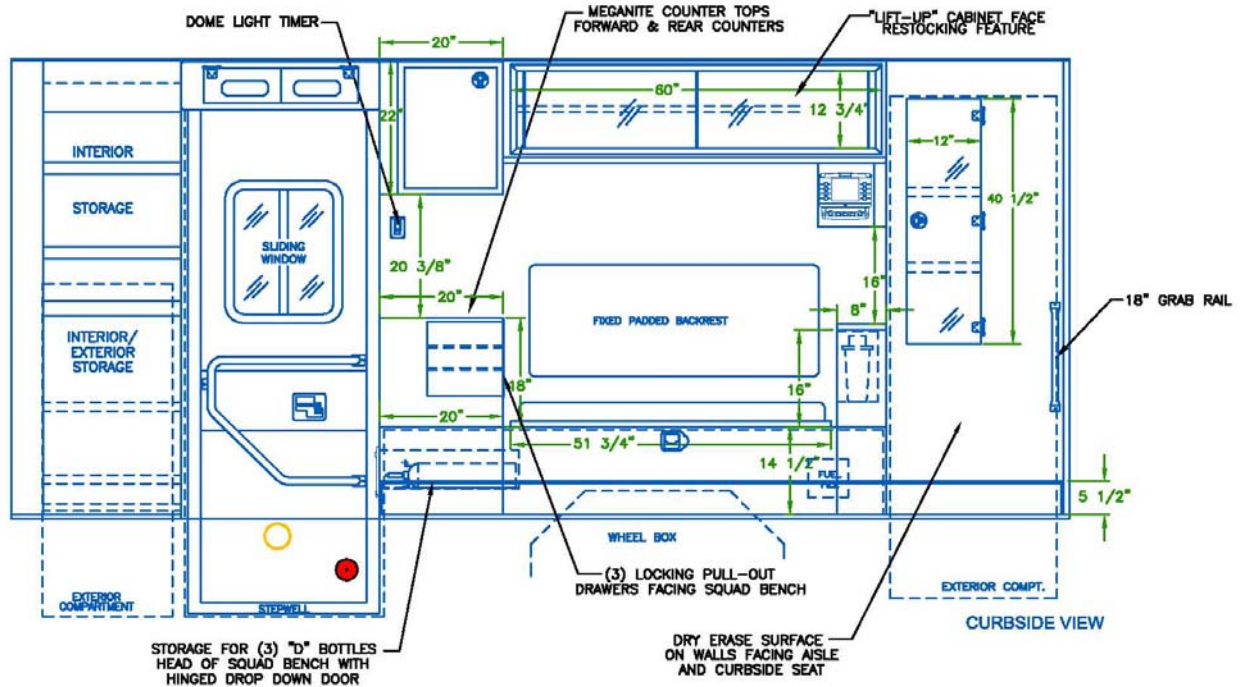 DOME LIGHT TIMER
MEGANITE COUNTER TOPS
FORWARD & REAR COUNTERS
"LIFT-UP" CABINET FACE
RESTOCKING FEATURE
20"
60"
12 3/4"
22"
12"
40 1/2"
INTERIOR
STORAGE
SLIDING
WINDOW
20 3/8"
20"
16"
8"
18" GRAB RAIL
FIXED PADDED BACKREST
INTERIOR/
EXTERIOR
STORAGE
18"
16"
20"
51 3/4"
14 1/2"
FUEL
5 1/2"
WHEEL BOX
(3) LOCKING PULL-OUT
DRAWERS FACING SQUAD BENCH
EXTERIOR
COMPARTMENT
STEPWELL
EXTERIOR COMPT.
CURBSIDE VIEW
STORAGE FOR (3) "D" BOTTLES
HEAD OF SQUAD BENCH WITH
HINGED DROP DOWN DOOR
DRY ERASE SURFACE
ON WALLS FACING AISLE
AND CURBSIDE SEAT